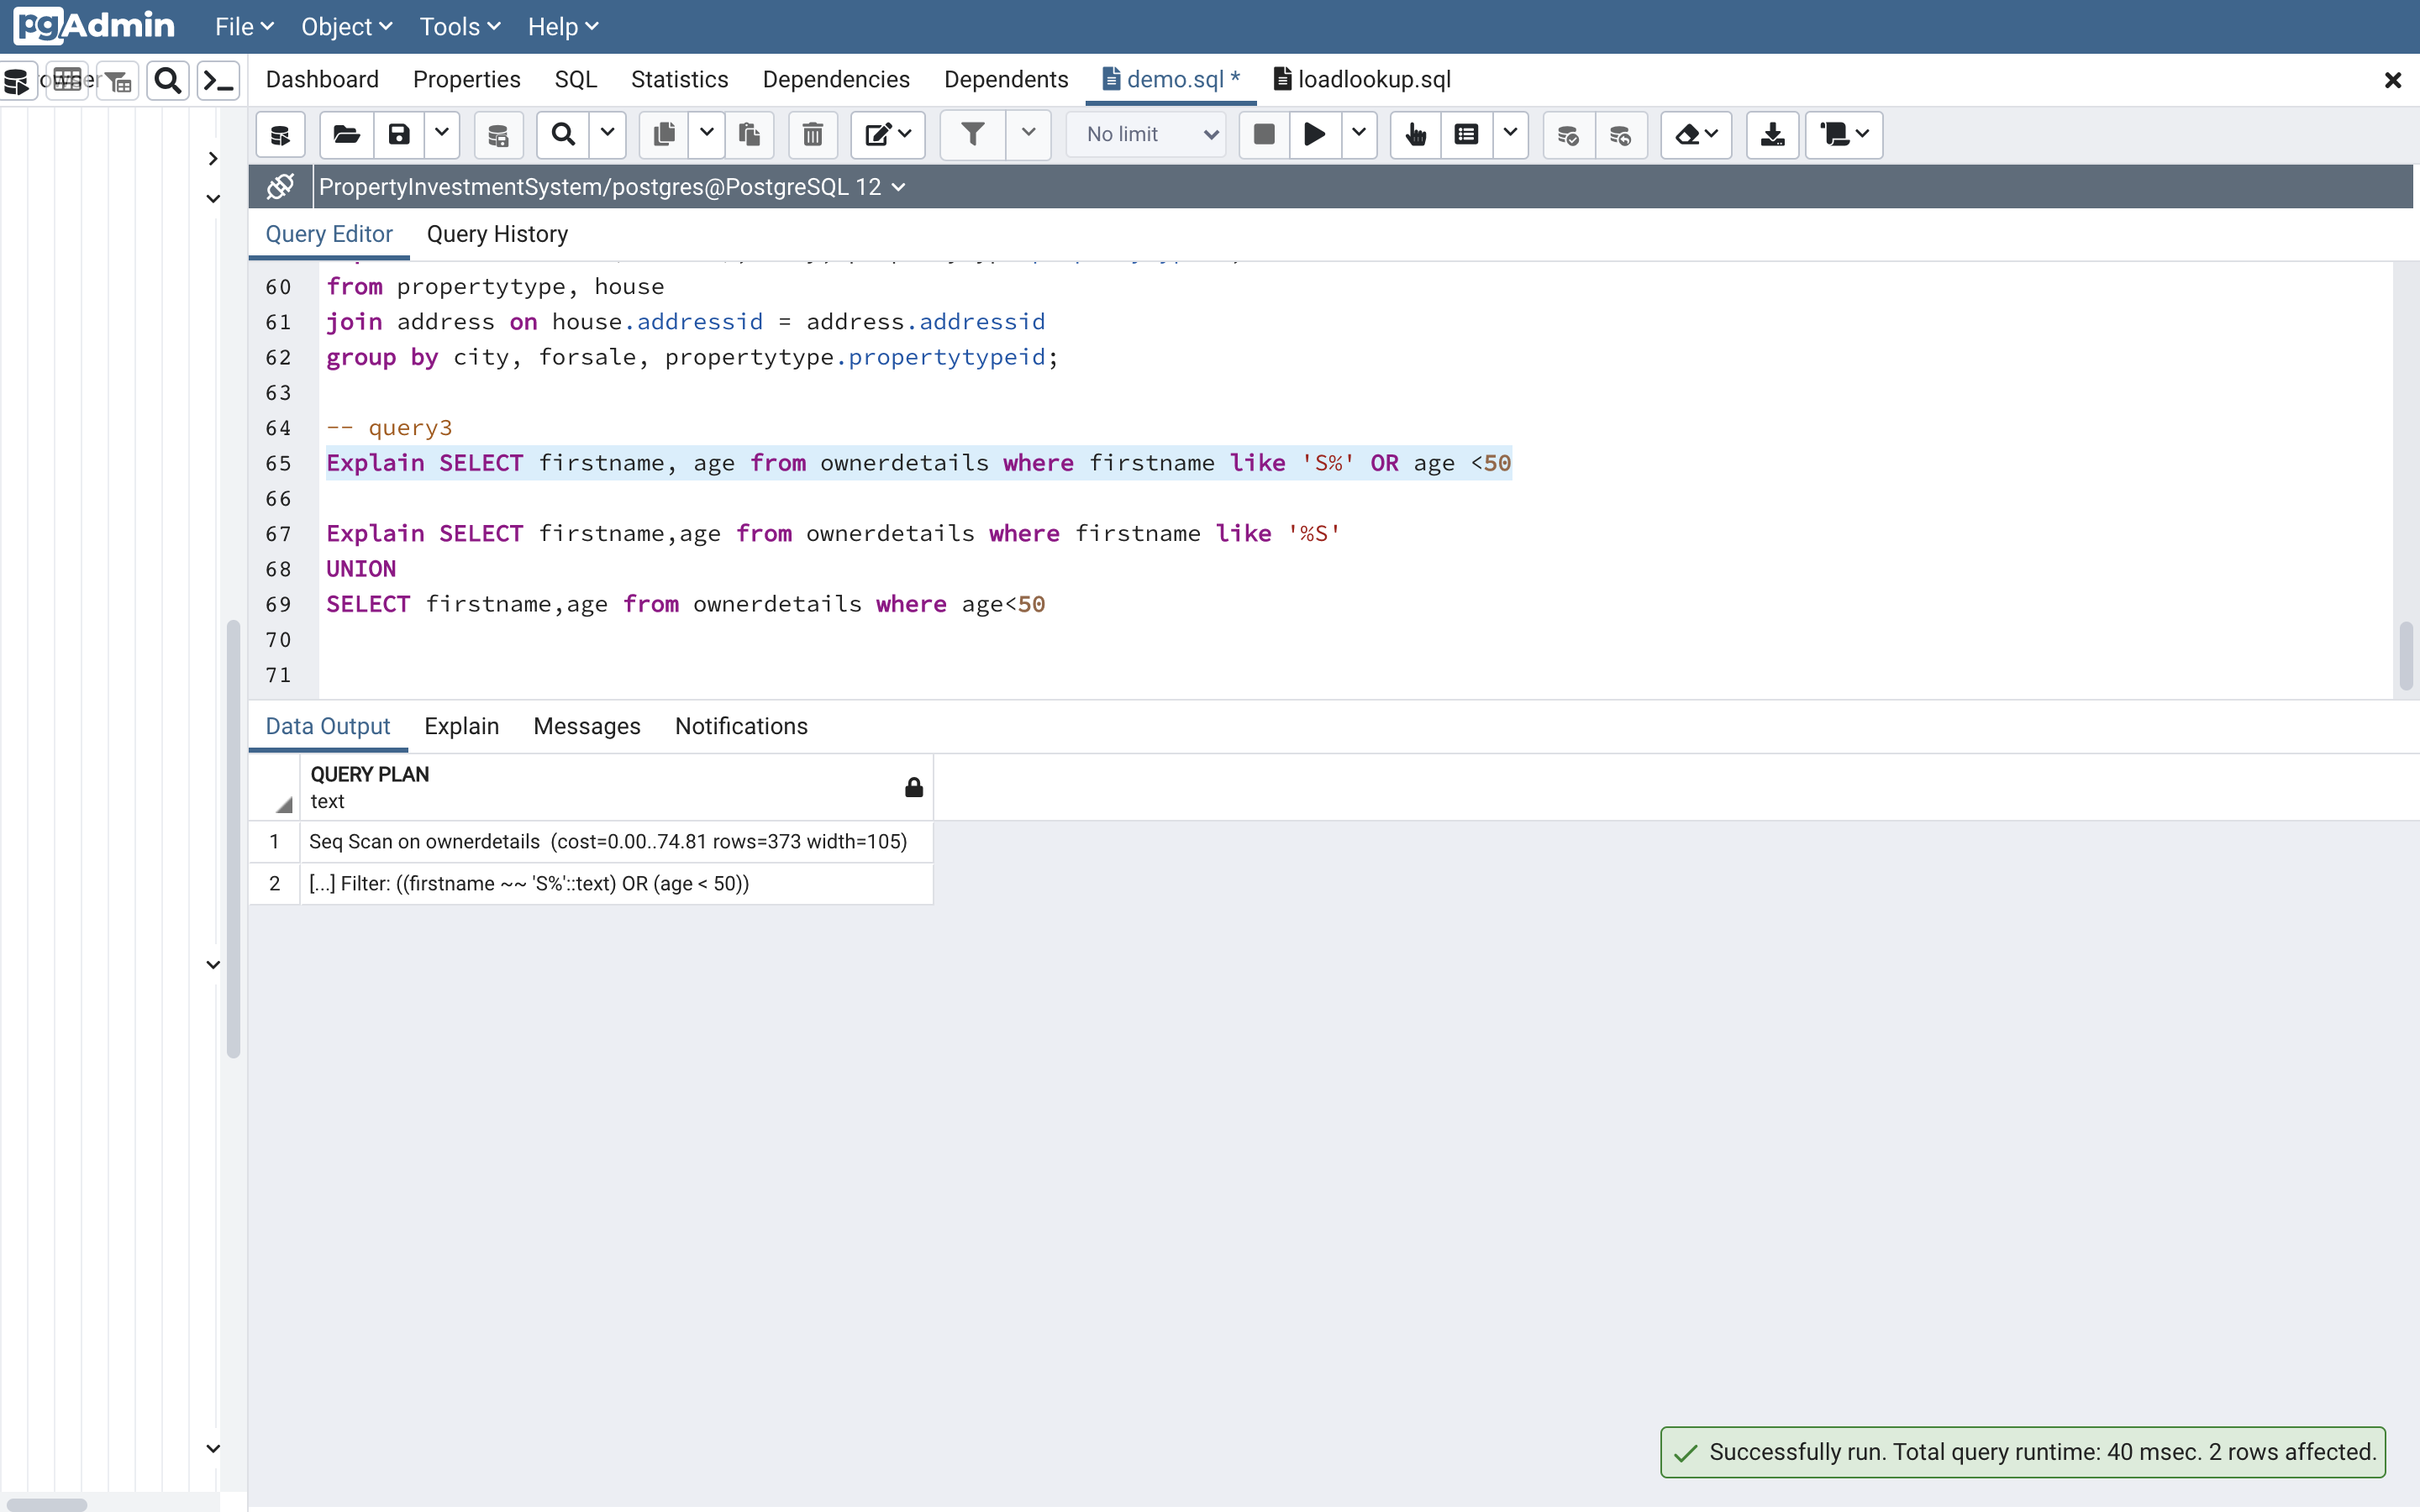 pgAdmin File Object Tools Help
Dashboard Properties SQL Statistics Dependencies Dependents demo.sql * loadlookup.sql
No limit
PropertyInvestmentSystem/postgres@PostgreSQL 12
Query Editor Query History
60 from propertytype, house
61 join address on house.addressid = address.addressid
62 group by city, forsale, propertytype.propertytypeid;
63
64 -- query3
65 Explain SELECT firstname, age from ownerdetails where firstname like 'S%' OR age <50
66
67 Explain SELECT firstname,age from ownerdetails where firstname like '%S'
68 UNION
69 SELECT firstname,age from ownerdetails where age<50
70
71
Data Output Explain Messages Notifications
QUERY PLAN
text
1 Seq Scan on ownerdetails (cost=0.00..74.81 rows=373 width=105)
2 [...] Filter: ((firstname ~~ 'S%'::text) OR (age < 50))
Successfully run. Total query runtime: 40 msec. 2 rows affected.